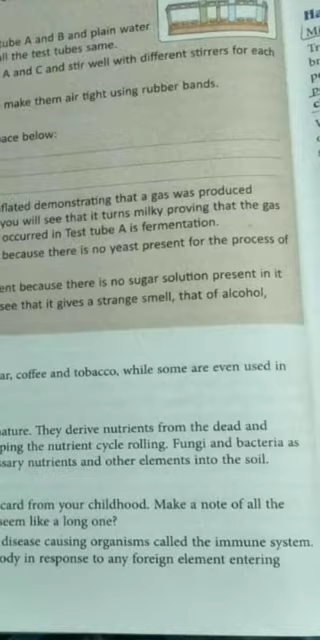 tube A and B and plain water
all the test tubes same.
A and C and stir well with different stirrers for each
make them air tight using rubber bands.
ace below:
flated demonstrating that a gas was produced
you will see that it turns milky proving that the gas
occurred in Test tube A is fermentation.
because there is no yeast present for the process of
ent because there is no sugar solution present in it
see that it gives a strange smell, that of alcohol,
ar, coffee and tobacco, while some are even used in
ature. They derive nutrients from the dead and
ping the nutrient cycle rolling. Fungi and bacteria as
ssary nutrients and other elements into the soil.
card from your childhood. Make a note of all the
seem like a long one?
disease causing organisms called the immune system.
ody in response to any foreign element entering
Ha
Mi
Tr